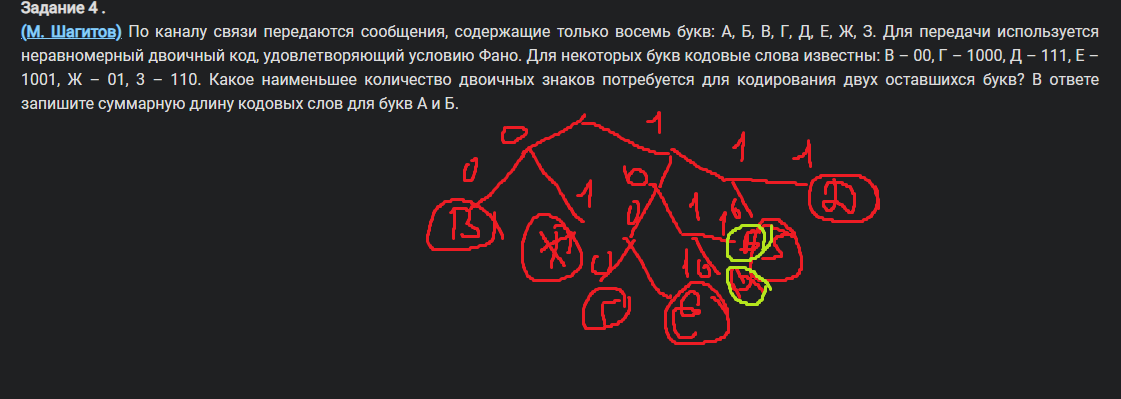 Задание 4 .
(М. Шагитов) По каналу связи передаются сообщения, содержащие только восемь букв: А, Б, В, Г, Д, Е, Ж, З. Для передачи используется
неравномерный двоичный код, удовлетворяющий условию Фано. Для некоторых букв кодовые слова известны: В – 00, Г – 1000, Д – 111, Е –
1001, Ж – 01, З – 110. Какое наименьшее количество двоичных знаков потребуется для кодирования двух оставшихся букв? В ответе
запишите суммарную длину кодовых слов для букв А и Б.
0 1
0 1 0 1 1
0 1 1 0
В Ж Д
0 1 0 А З
Г Е Б